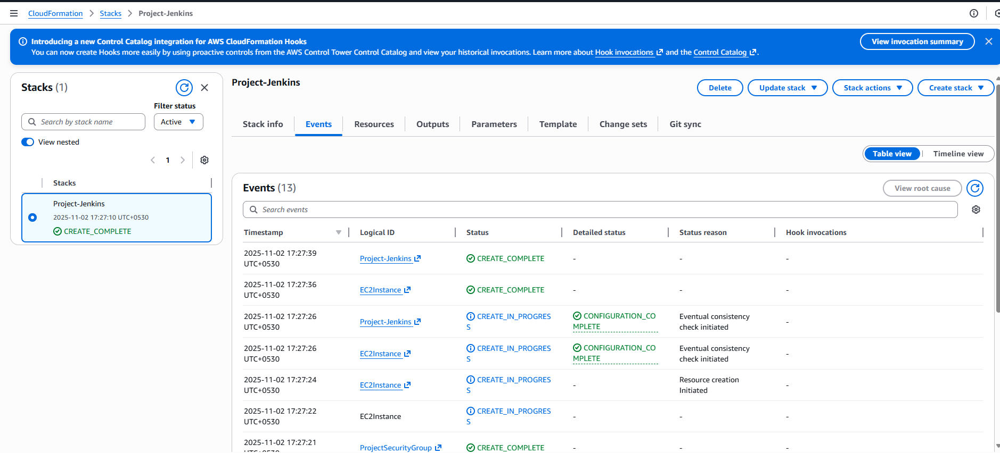 CloudFormation > Stacks > Project-Jenkins
Introducing a new Control Catalog integration for AWS CloudFormation Hooks
You can now create Hooks more easily by using proactive controls from the AWS Control Tower Control Catalog and view your historical invocations. Learn more about Hook invocations and the Control Catalog.
View invocation summary
Stacks (1)
Filter status
Search by stack name
Active
View nested
1
Stacks
Project-Jenkins
2025-11-02 17:27:10 UTC+0530
CREATE_COMPLETE
Project-Jenkins
Delete
Update stack
Stack actions
Create stack
Stack info
Events
Resources
Outputs
Parameters
Template
Change sets
Git sync
Table view
Timeline view
Events (13)
View root cause
Search events
Timestamp
Logical ID
Status
Detailed status
Status reason
Hook invocations
2025-11-02 17:27:39
UTC+0530
Project-Jenkins
CREATE_COMPLETE
-
-
-
2025-11-02 17:27:36
UTC+0530
EC2Instance
CREATE_COMPLETE
-
-
-
2025-11-02 17:27:26
UTC+0530
Project-Jenkins
CREATE_IN_PROGRES
S
CONFIGURATION_CO
MPLETE
Eventual consistency
check initiated
-
2025-11-02 17:27:26
UTC+0530
EC2Instance
CREATE_IN_PROGRES
S
CONFIGURATION_CO
MPLETE
Eventual consistency
check initiated
-
2025-11-02 17:27:24
UTC+0530
EC2Instance
CREATE_IN_PROGRES
S
-
Resource creation
Initiated
-
2025-11-02 17:27:22
UTC+0530
EC2Instance
CREATE_IN_PROGRES
S
-
-
-
2025-11-02 17:27:21
UTC+0530
ProjectSecurityGroup
CREATE_COMPLETE
-
-
-